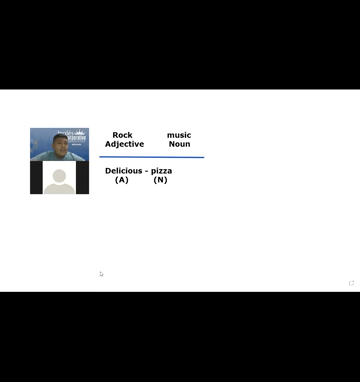 Rock music
Adjective Noun
Delicious - pizza
(A) (N)